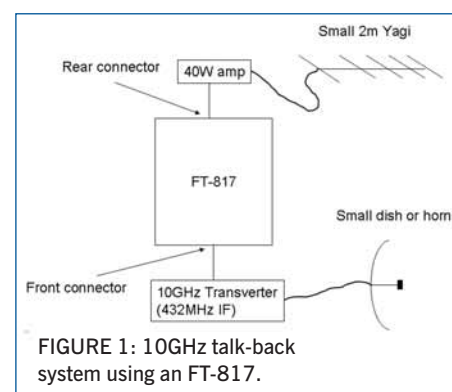 Small 2m Yagi
Rear connector
40W amp
FT-817
Small dish or horn
Front connector
10GHz Transverter
(432MHz IF)
FIGURE 1: 10GHz talk-back
system using an FT-817.